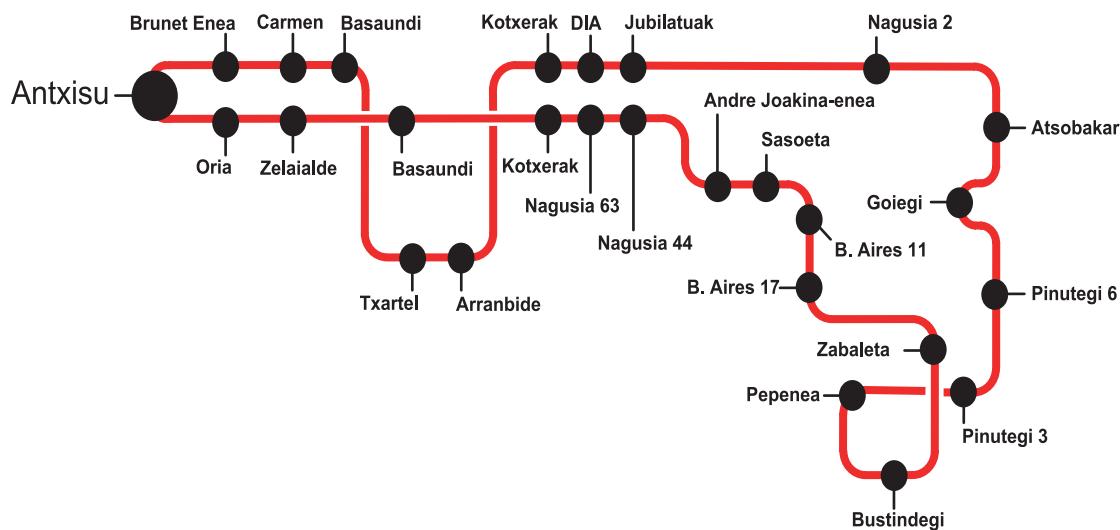 Brunet Enea
Carmen
Basaundi
Kotxerak
DIA
Jubilatuak
Nagusia 2
Antxisu
Andre Joakina-enea
Atsobakar
Sasoeta
Oria
Zelaialde
Basaundi
Kotxerak
Nagusia 63
Goiegi
Nagusia 44
B. Aires 11
B. Aires 17
Txartel
Arranbide
Pinutegi 6
Zabaleta
Pepenea
Pinutegi 3
Bustindegi